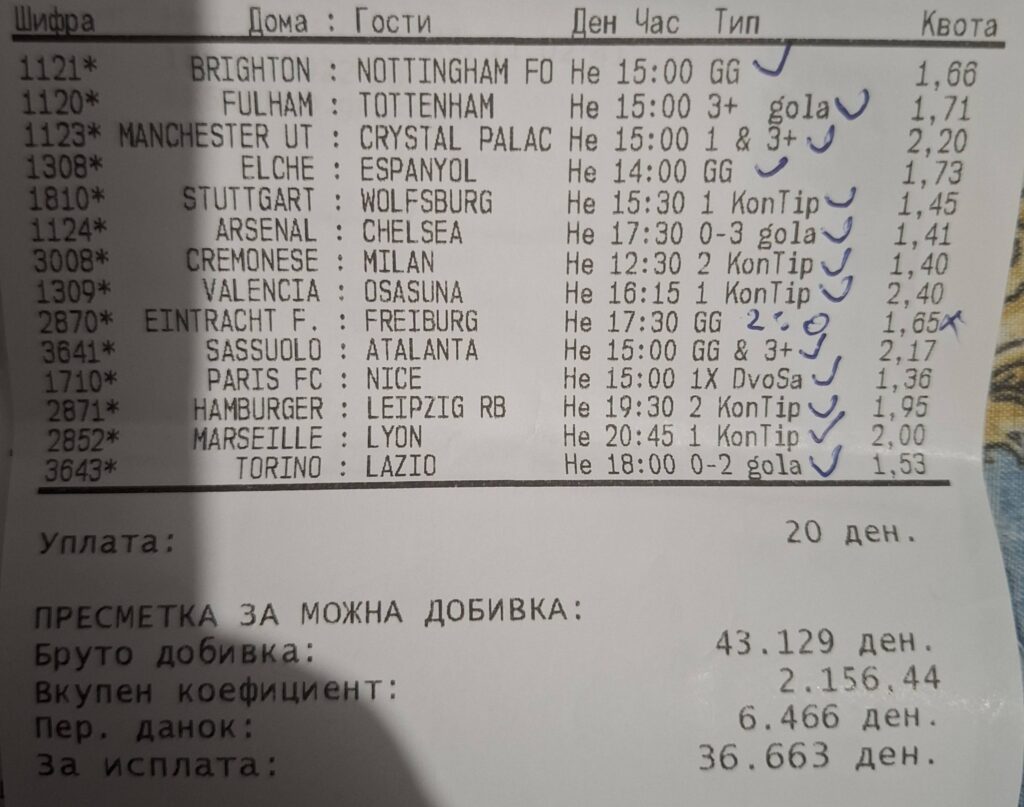 Шифра Дома : Гости Ден Час Тип Квота
1121* BRIGHTON : NOTTINGHAM FO Не 15:00 GG ✓ 1,66
1120* FULHAM : TOTTENHAM Не 15:00 3+ gola ✓ 1,71
1123* MANCHESTER UT : CRYSTAL PALAC Не 15:00 1 & 3+ ✓ 2,20
1308* ELCHE : ESPANYOL Не 14:00 GG ✓ 1,73
1810* STUTTGART : WOLFSBURG Не 15:30 1 KonTip ✓ 1,45
1124* ARSENAL : CHELSEA Не 17:30 0-3 gola ✓ 1,41
3008* CREMONESE : MILAN Не 12:30 2 KonTip ✓ 1,40
1309* VALENCIA : OSASUNA Не 16:15 1 KonTip ✓ 2,40
2870* EINTRACHT F. : FREIBURG Не 17:30 GG 2:0 1,65 x
3641* SASSUOLO : ATALANTA Не 15:00 GG & 3+ ✓ 2,17
1710* PARIS FC : NICE Не 15:00 1X DvoSa ✓ 1,36
2871* HAMBURGER : LEIPZIG RB Не 19:30 2 KonTip ✓ 1,95
2852* MARSEILLE : LYON Не 20:45 1 KonTip ✓ 2,00
3643* TORINO : LAZIO Не 18:00 0-2 gola ✓ 1,53
Уплата: 20 ден.
ПРЕСМЕТКА ЗА МОЖНА ДОБИВКА:
Бруто добивка: 43.129 ден.
Вкупен коефициент: 2.156,44
Пер. данок: 6.466 ден.
За исплата: 36.663 ден.